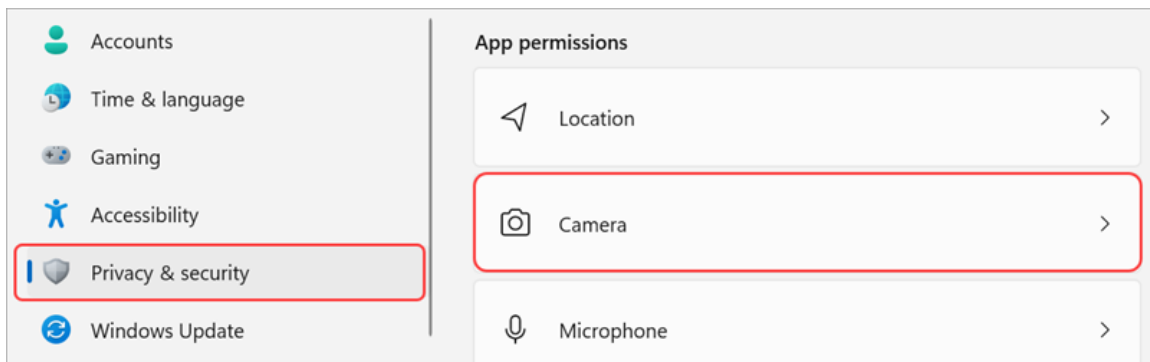 Accounts
Time & language
Gaming
Accessibility
Privacy & security
Windows Update
App permissions
Location
Camera
Microphone